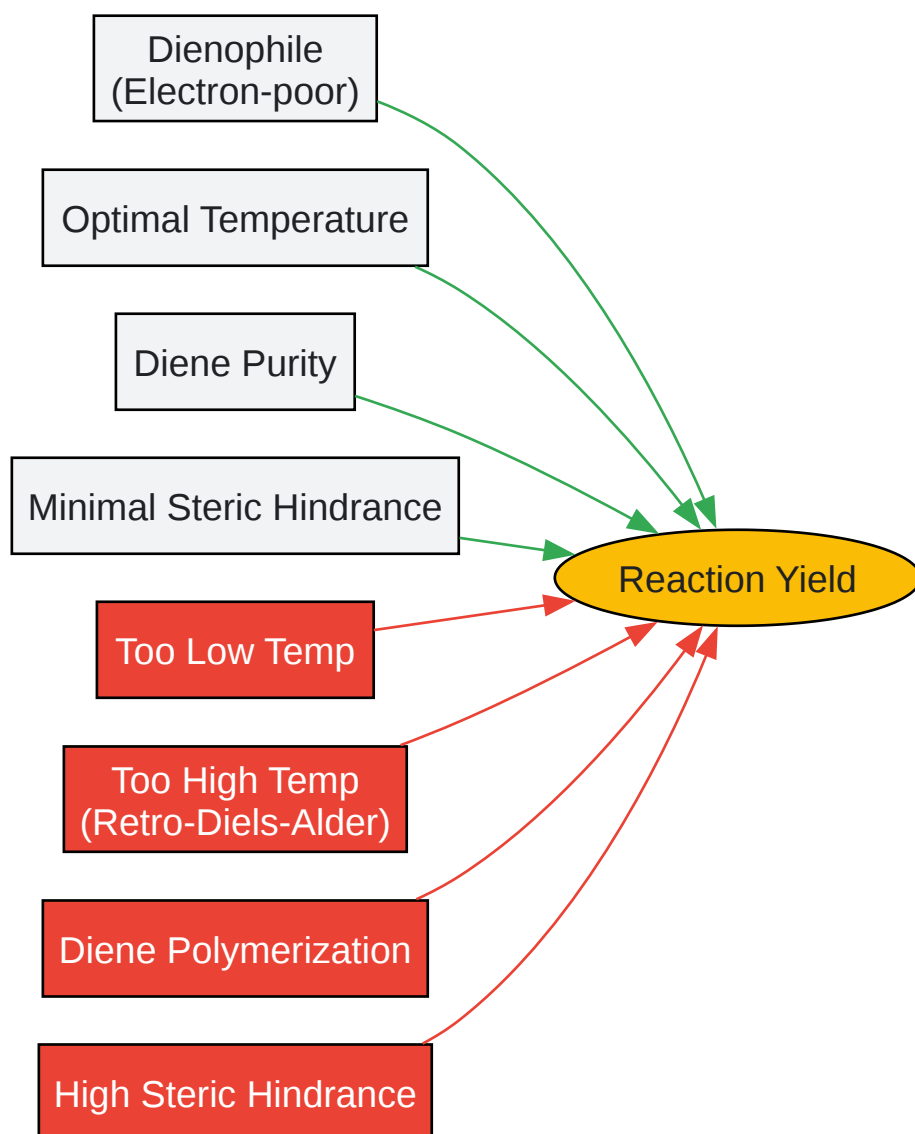 Dienophile
(Electron-poor)
Optimal Temperature
Diene Purity
Minimal Steric Hindrance
Reaction Yield
Too Low Temp
Too High Temp
(Retro-Diels-Alder)
Diene Polymerization
High Steric Hindrance